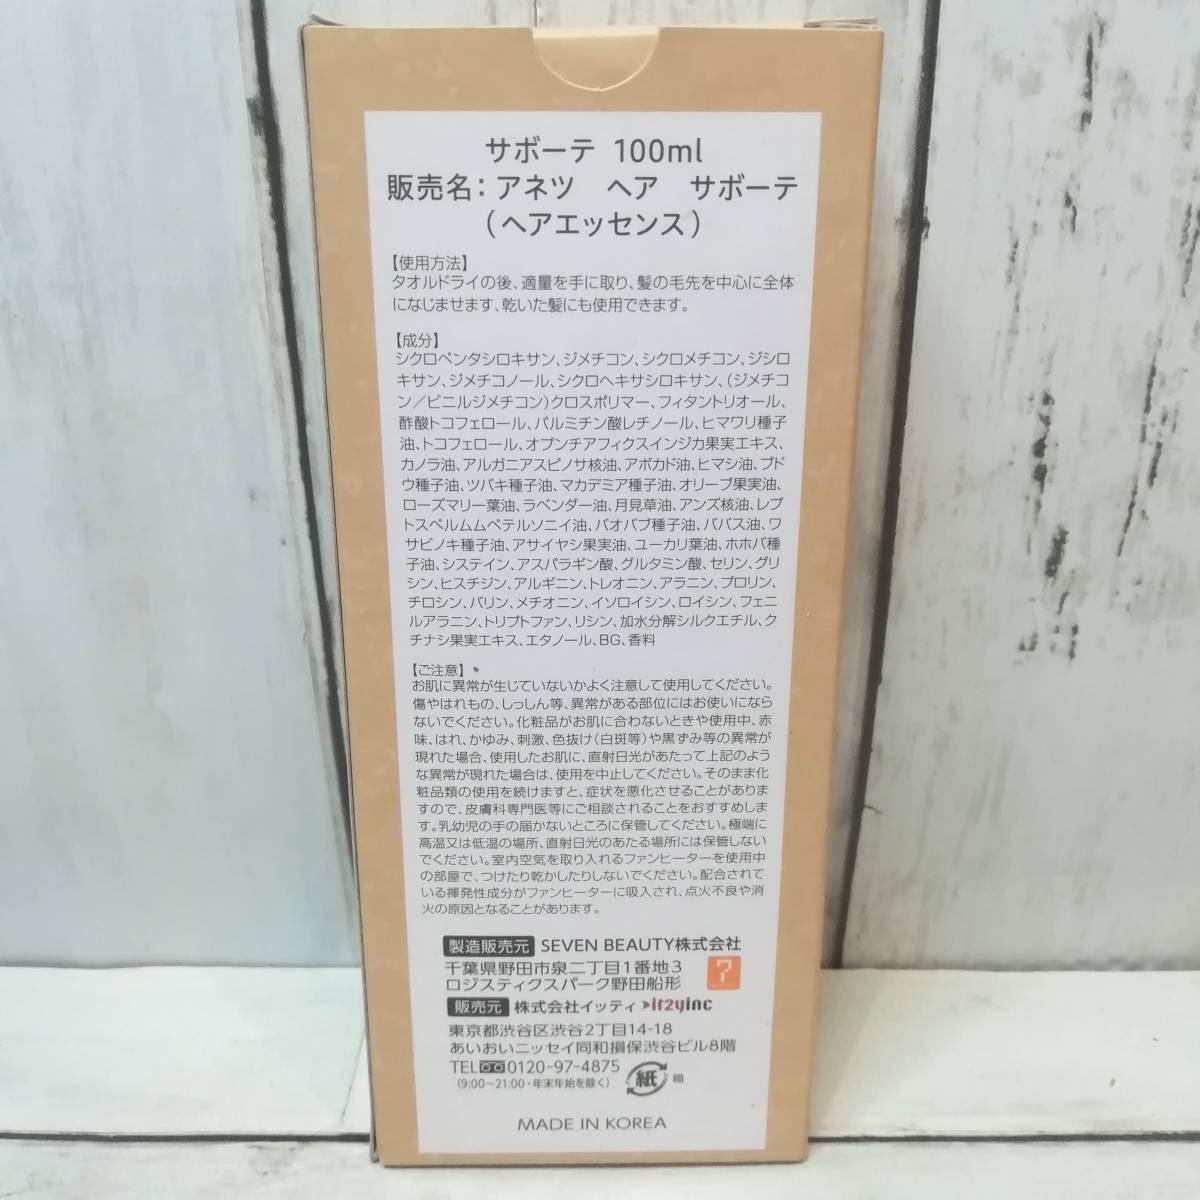 サボーテ 100ml
販売名：アネツ　ヘア　サボーテ
（ヘアエッセンス）
【使用方法】
タオルドライの後、適量を手に取り、髪の毛先を中心に全体
になじませます、乾いた髪にも使用できます。
【成分】
シクロペンタシロキサン、ジメチコン、シクロメチコン、ジシロ
キサン、ジメチコノール、シクロヘキサシロキサン、（ジメチコ
ン／ビニルジメチコン）クロスポリマー、フィタントリオール、
酢酸トコフェロール、パルミチン酸レチノール、ヒマワリ種子
油、トコフェロール、オプンチアフィクスインジカ果実エキス、
カノラ油、アルガニアスピノサ核油、アボカド油、ヒマシ油、ブド
ウ種子油、ツバキ種子油、マカデミア種子油、オリーブ果実油、
ローズマリー葉油、ラベンダー油、月見草油、アンズ核油、レプ
トスペルムムペテルソニイ油、バオバブ種子油、ババス油、ワ
サビノキ種子油、アサイヤシ果実油、ユーカリ葉油、ホホバ種
子油、システイン、アスパラギン酸、グルタミン酸、セリン、グリ
シン、ヒスチジン、アルギニン、トレオニン、アラニン、プロリン、
チロシン、バリン、メチオニン、イソロイシン、ロイシン、フェニ
ルアラニン、トリプトファン、リシン、加水分解シルクエチル、ク
チナシ果実エキス、エタノール、BG、香料
【ご注意】
お肌に異常が生じていないかよく注意して使用してください。
傷やはれもの、しっしん等、異常がある部位にはお使いになら
ないでください。化粧品がお肌に合わないときや使用中、赤
味、はれ、かゆみ、刺激、色抜け（白斑等）や黒ずみ等の異常が
現れた場合、使用したお肌に、直射日光があたって上記のよう
な異常が現れた場合は、使用を中止してください。そのまま化
粧品類の使用を続けますと、症状を悪化させることがありま
すので、皮膚科専門医等にご相談されることをおすすめしま
す。乳幼児の手の届かないところに保管してください。極端に
高温又は低温の場所、直射日光のあたる場所には保管しない
でください。室内空気を取り入れるファンヒーターを使用中
の部屋で、つけたり乾かしたりしないでください。配合されて
いる揮発性成分がファンヒーターに吸入され、点火不良や消
火の原因となることがあります。
製造販売元 SEVEN BEAUTY株式会社
千葉県野田市泉二丁目1番地3
ロジスティクスパーク野田船形
7
販売元 株式会社イッティ it2yinc
東京都渋谷区渋谷2丁目14-18
あいおいニッセイ同和損保渋谷ビル8階
TEL 0120-97-4875
（9:00〜21:00・年末年始を除く）
紙 箱
MADE IN KOREA